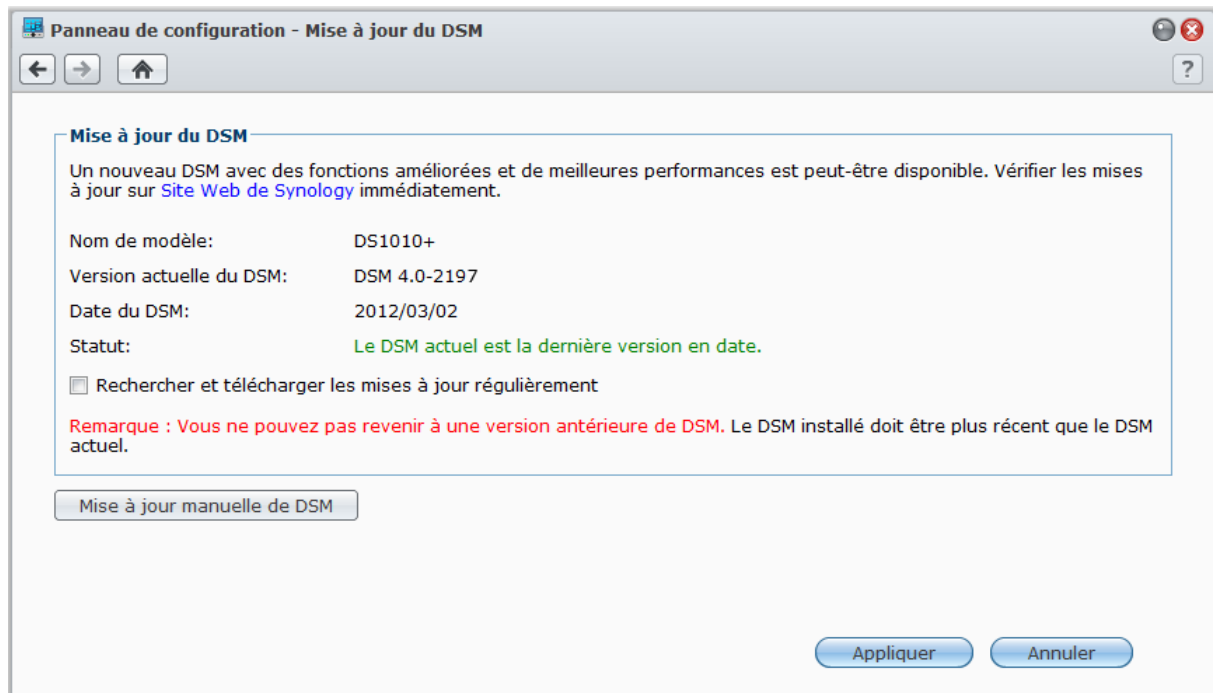 Panneau de configuration - Mise à jour du DSM
?
Mise à jour du DSM
Un nouveau DSM avec des fonctions améliorées et de meilleures performances est peut-être disponible. Vérifier les mises
à jour sur Site Web de Synology immédiatement.
Nom de modèle: DS1010+
Version actuelle du DSM: DSM 4.0-2197
Date du DSM: 2012/03/02
Statut: Le DSM actuel est la dernière version en date.
Rechercher et télécharger les mises à jour régulièrement
Remarque : Vous ne pouvez pas revenir à une version antérieure de DSM. Le DSM installé doit être plus récent que le DSM
actuel.
Mise à jour manuelle de DSM
Appliquer Annuler